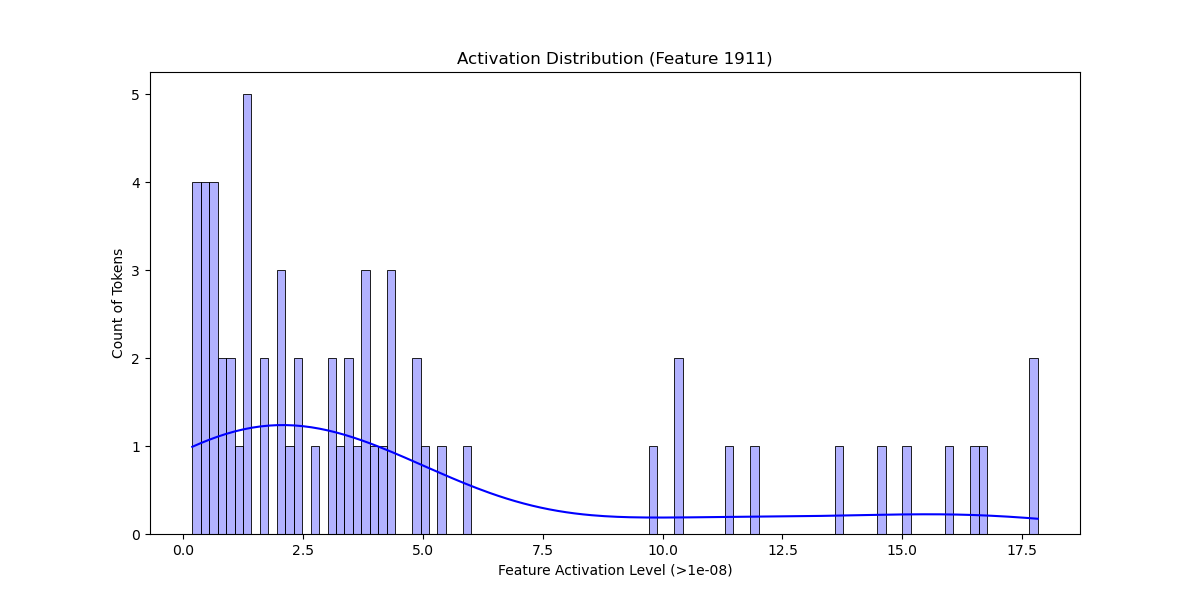 Activation Distribution (Feature 1911)
Count of Tokens
5
4
3
2
1
0
0.0 2.5 5.0 7.5 10.0 12.5 15.0 17.5
Feature Activation Level (>1e-08)